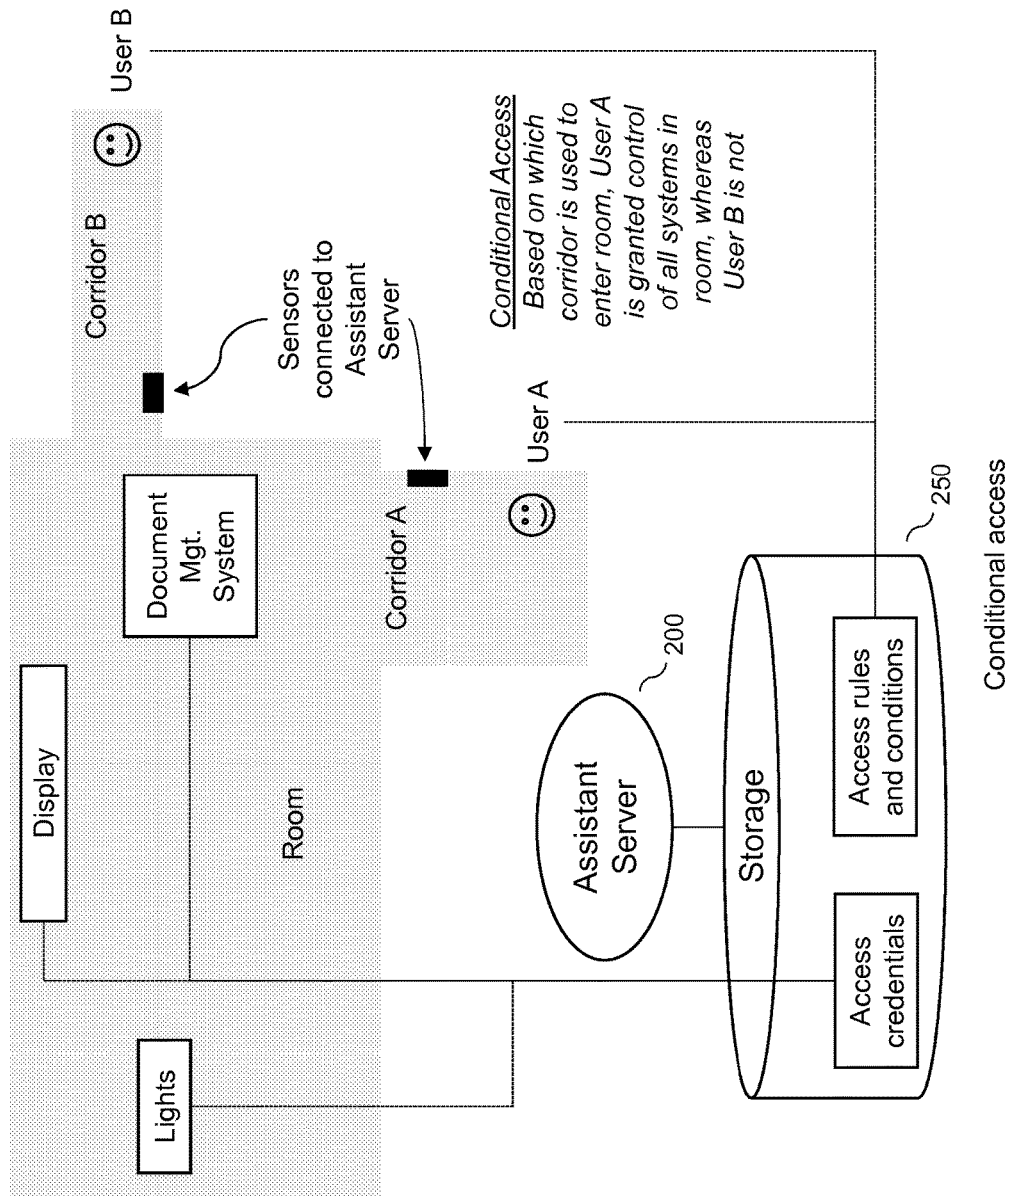 Lights
Display
Document
Mgt.
System
Corridor B
User B
Room
Corridor A
Sensors
connected to
Assistant
Server
User A
Conditional Access
Based on which
corridor is used to
enter room, User A
is granted control
of all systems in
room, whereas
User B is not
Assistant
Server
200
Storage
250
Access
credentials
Access rules
and conditions
Conditional access